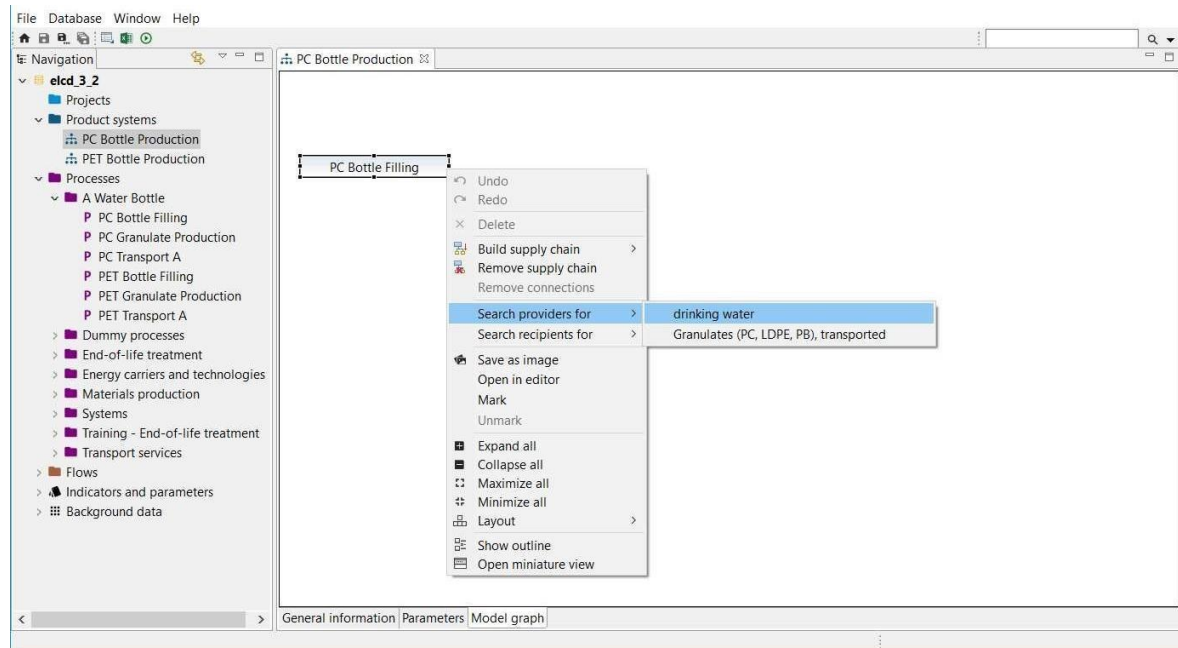 File Database Window Help
Navigation
PC Bottle Production
elcd_3_2
Projects
Product systems
PC Bottle Production
PET Bottle Production
Processes
A Water Bottle
P PC Bottle Filling
P PC Granulate Production
P PC Transport A
P PET Bottle Filling
P PET Granulate Production
P PET Transport A
Dummy processes
End-of-life treatment
Energy carriers and technologies
Materials production
Systems
Training - End-of-life treatment
Transport services
Flows
Indicators and parameters
Background data
PC Bottle Filling
Undo
Redo
Delete
Build supply chain
Remove supply chain
Remove connections
Search providers for
drinking water
Search recipients for
Granulates (PC, LDPE, PB), transported
Save as image
Open in editor
Mark
Unmark
Expand all
Collapse all
Maximize all
Minimize all
Layout
Show outline
Open miniature view
General information Parameters Model graph